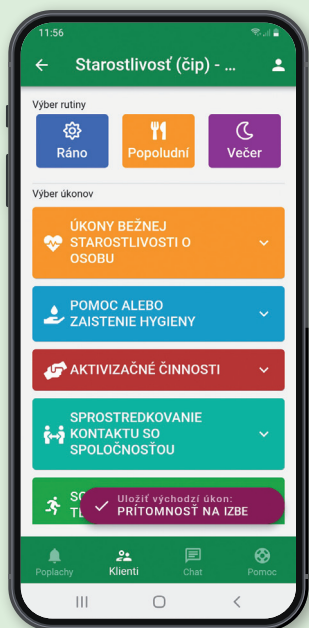 11:56
Starostlivosť (čip) - ...
Výber rutiny
Ráno
Popoludní
Večer
Výber úkonov
ÚKONY BEŽNEJ
STAROSTLIVOSTI O
OSOBU
POMOC ALEBO
ZAISTENIE HYGIENY
AKTIVIZAČNÉ ČINNOSTI
SPROSTREDKOVANIE
KONTAKTU SO
SPOLOČNOSŤOU
Uložiť východzí úkon:
PRÍTOMNOSŤ NA IZBE
Poplachy
Klienti
Chat
Pomoc